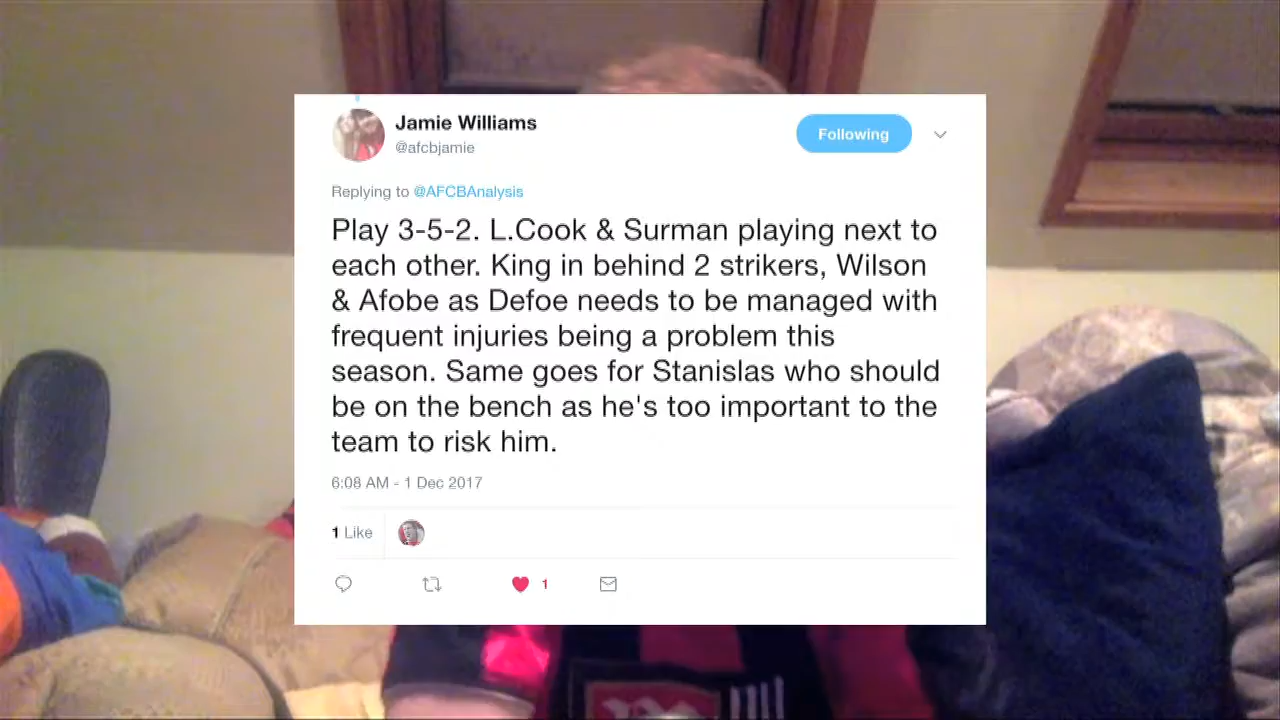 Jamie Williams
@afcbjamie
Following
Replying to @AFCBAnalysis
Play 3-5-2. L.Cook & Surman playing next to
each other. King in behind 2 strikers, Wilson
& Afobe as Defoe needs to be managed with
frequent injuries being a problem this
season. Same goes for Stanislas who should
be on the bench as he's too important to the
team to risk him.
6:08 AM - 1 Dec 2017
1 Like
1